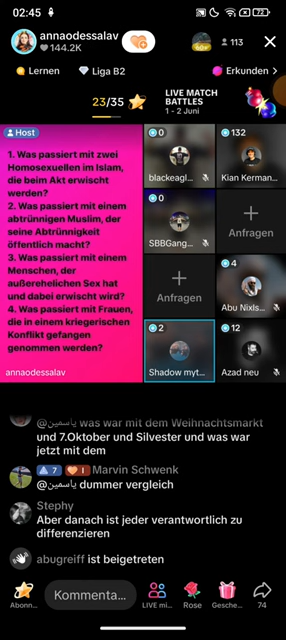 02:45
72
annaodessalav
144.2K
113
Lernen
Liga B2
Erkunden >
23/35
LIVE MATCH
BATTLES
1 - 2 Juni
Host
1. Was passiert mit zwei
Homosexuellen im Islam,
die beim Akt erwischt
werden?
2. Was passiert mit einem
abtrünnigen Muslim, der
seine Abtrünnigkeit
öffentlich macht?
3. Was passiert mit einem
Menschen, der
außerehelichen Sex hat
und dabei erwischt wird?
4. Was passiert mit Frauen,
die in einem kriegerischen
Konflikt gefangen
genommen werden?
annaodessalav
0
blackeagl...
132
Kian Kerman...
0
SBBGang...
Anfragen
Anfragen
4
Abu Nixls...
2
Shadow myt...
12
Azad neu
@ياسمين was war mit dem Weihnachtsmarkt
und 7.Oktober und Silvester und was war
jetzt mit dem
7 1 Marvin Schwenk
@ياسمين dummer vergleich
Stephy
Aber danach ist jeder verantwortlich zu
differenzieren
abugreiff ist beigetreten
Abonn...
Kommenta...
LIVE mi...
Rose
Gesche...
74